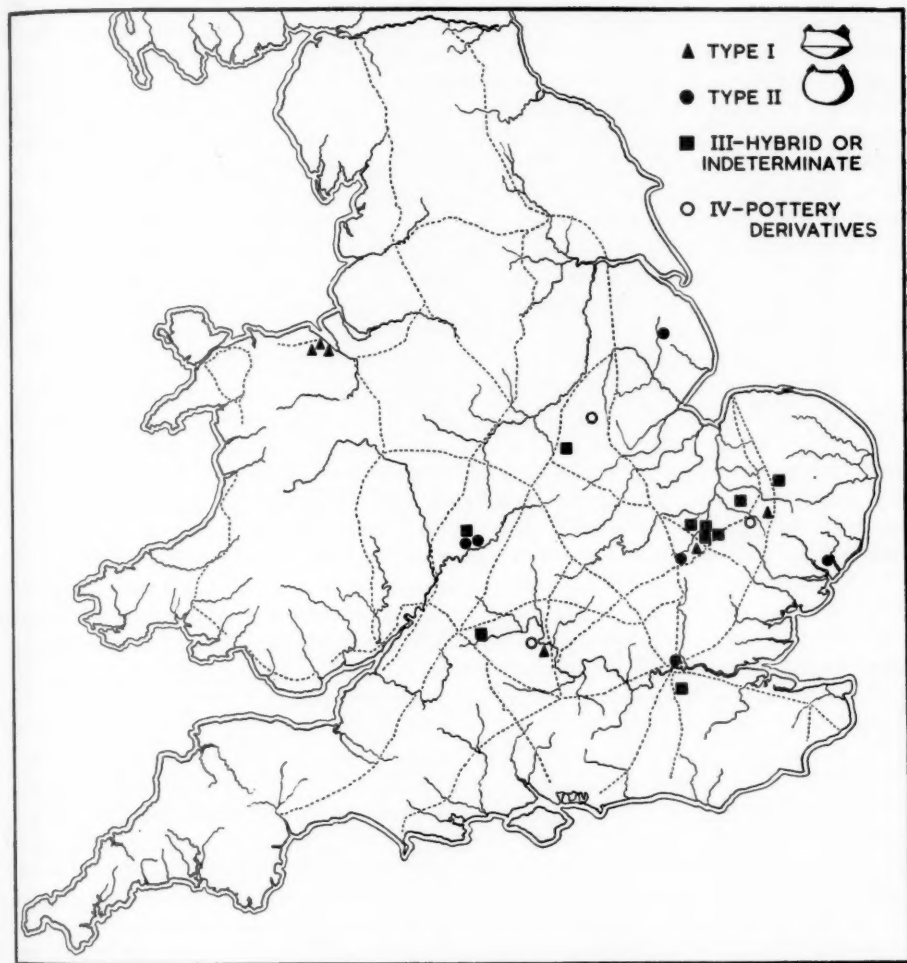 TYPE I
TYPE II
III-HYBRID OR
INDETERMINATE
IV-POTTERY
DERIVATIVES